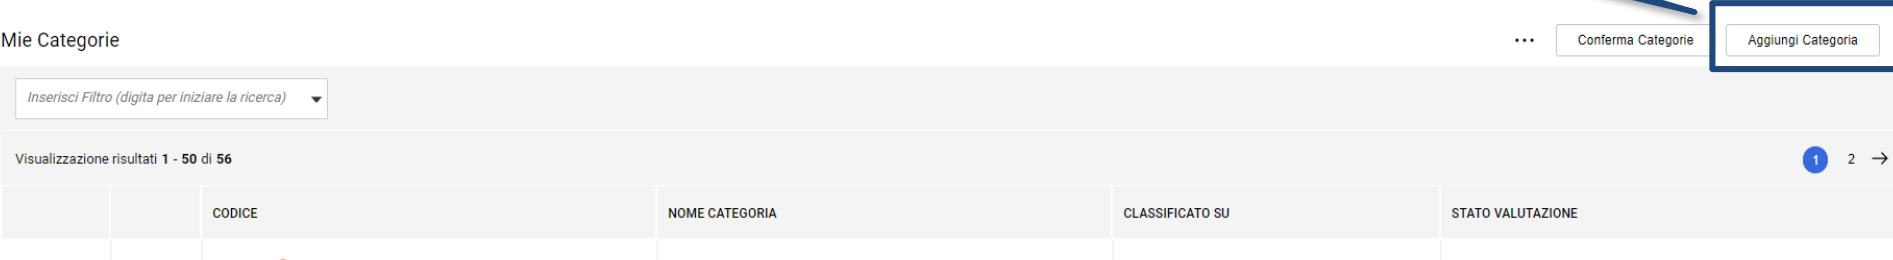 Mie Categorie
... Conferma Categorie Aggiungi Categoria
Inserisci Filtro (digita per iniziare la ricerca)
Visualizzazione risultati 1 - 50 di 56
1 2 →
CODICE NOME CATEGORIA CLASSIFICATO SU STATO VALUTAZIONE